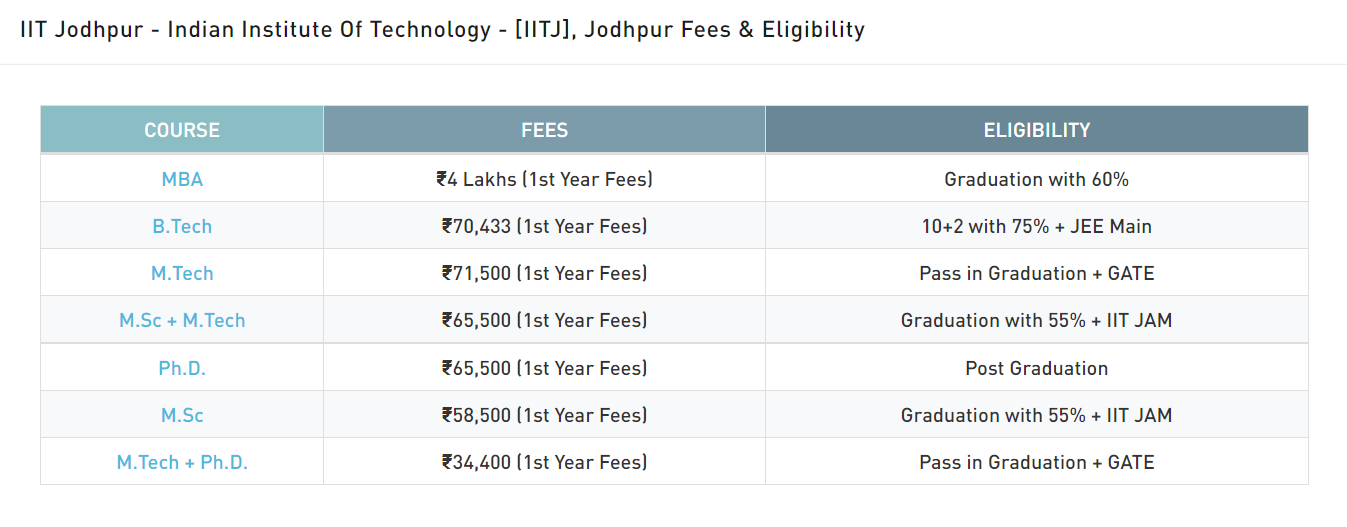 IIT Jodhpur - Indian Institute Of Technology - [IITJ], Jodhpur Fees & Eligibility
COURSE FEES ELIGIBILITY
MBA ₹4 Lakhs (1st Year Fees) Graduation with 60%
B.Tech ₹70,433 (1st Year Fees) 10+2 with 75% + JEE Main
M.Tech ₹71,500 (1st Year Fees) Pass in Graduation + GATE
M.Sc + M.Tech ₹65,500 (1st Year Fees) Graduation with 55% + IIT JAM
Ph.D. ₹65,500 (1st Year Fees) Post Graduation
M.Sc ₹58,500 (1st Year Fees) Graduation with 55% + IIT JAM
M.Tech + Ph.D. ₹34,400 (1st Year Fees) Pass in Graduation + GATE